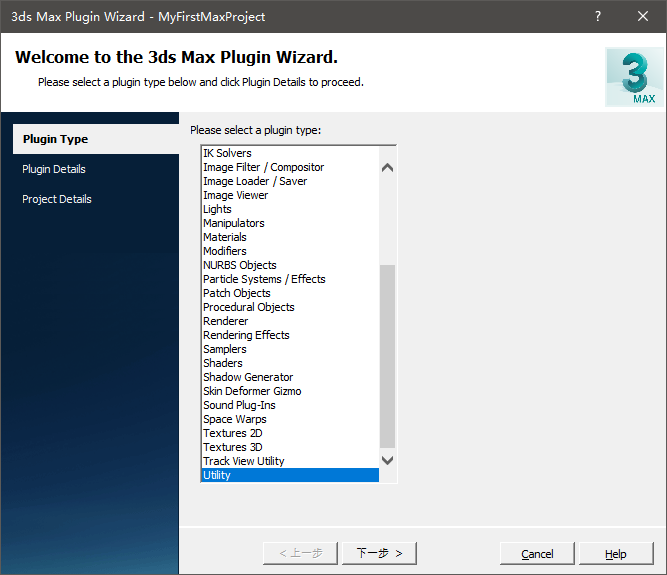 3ds Max Plugin Wizard - MyFirstMaxProject
Welcome to the 3ds Max Plugin Wizard.
Please select a plugin type below and click Plugin Details to proceed.
3
MAX
Plugin Type
Plugin Details
Project Details
Please select a plugin type:
IK Solvers
Image Filter / Compositor
Image Loader / Saver
Image Viewer
Lights
Manipulators
Materials
Modifiers
NURBS Objects
Particle Systems / Effects
Patch Objects
Procedural Objects
Renderer
Rendering Effects
Samplers
Shaders
Shadow Generator
Skin Deformer Gizmo
Sound Plug-Ins
Space Warps
Textures 2D
Textures 3D
Track View Utility
Utility
< 上一步
下一步 >
Cancel
Help